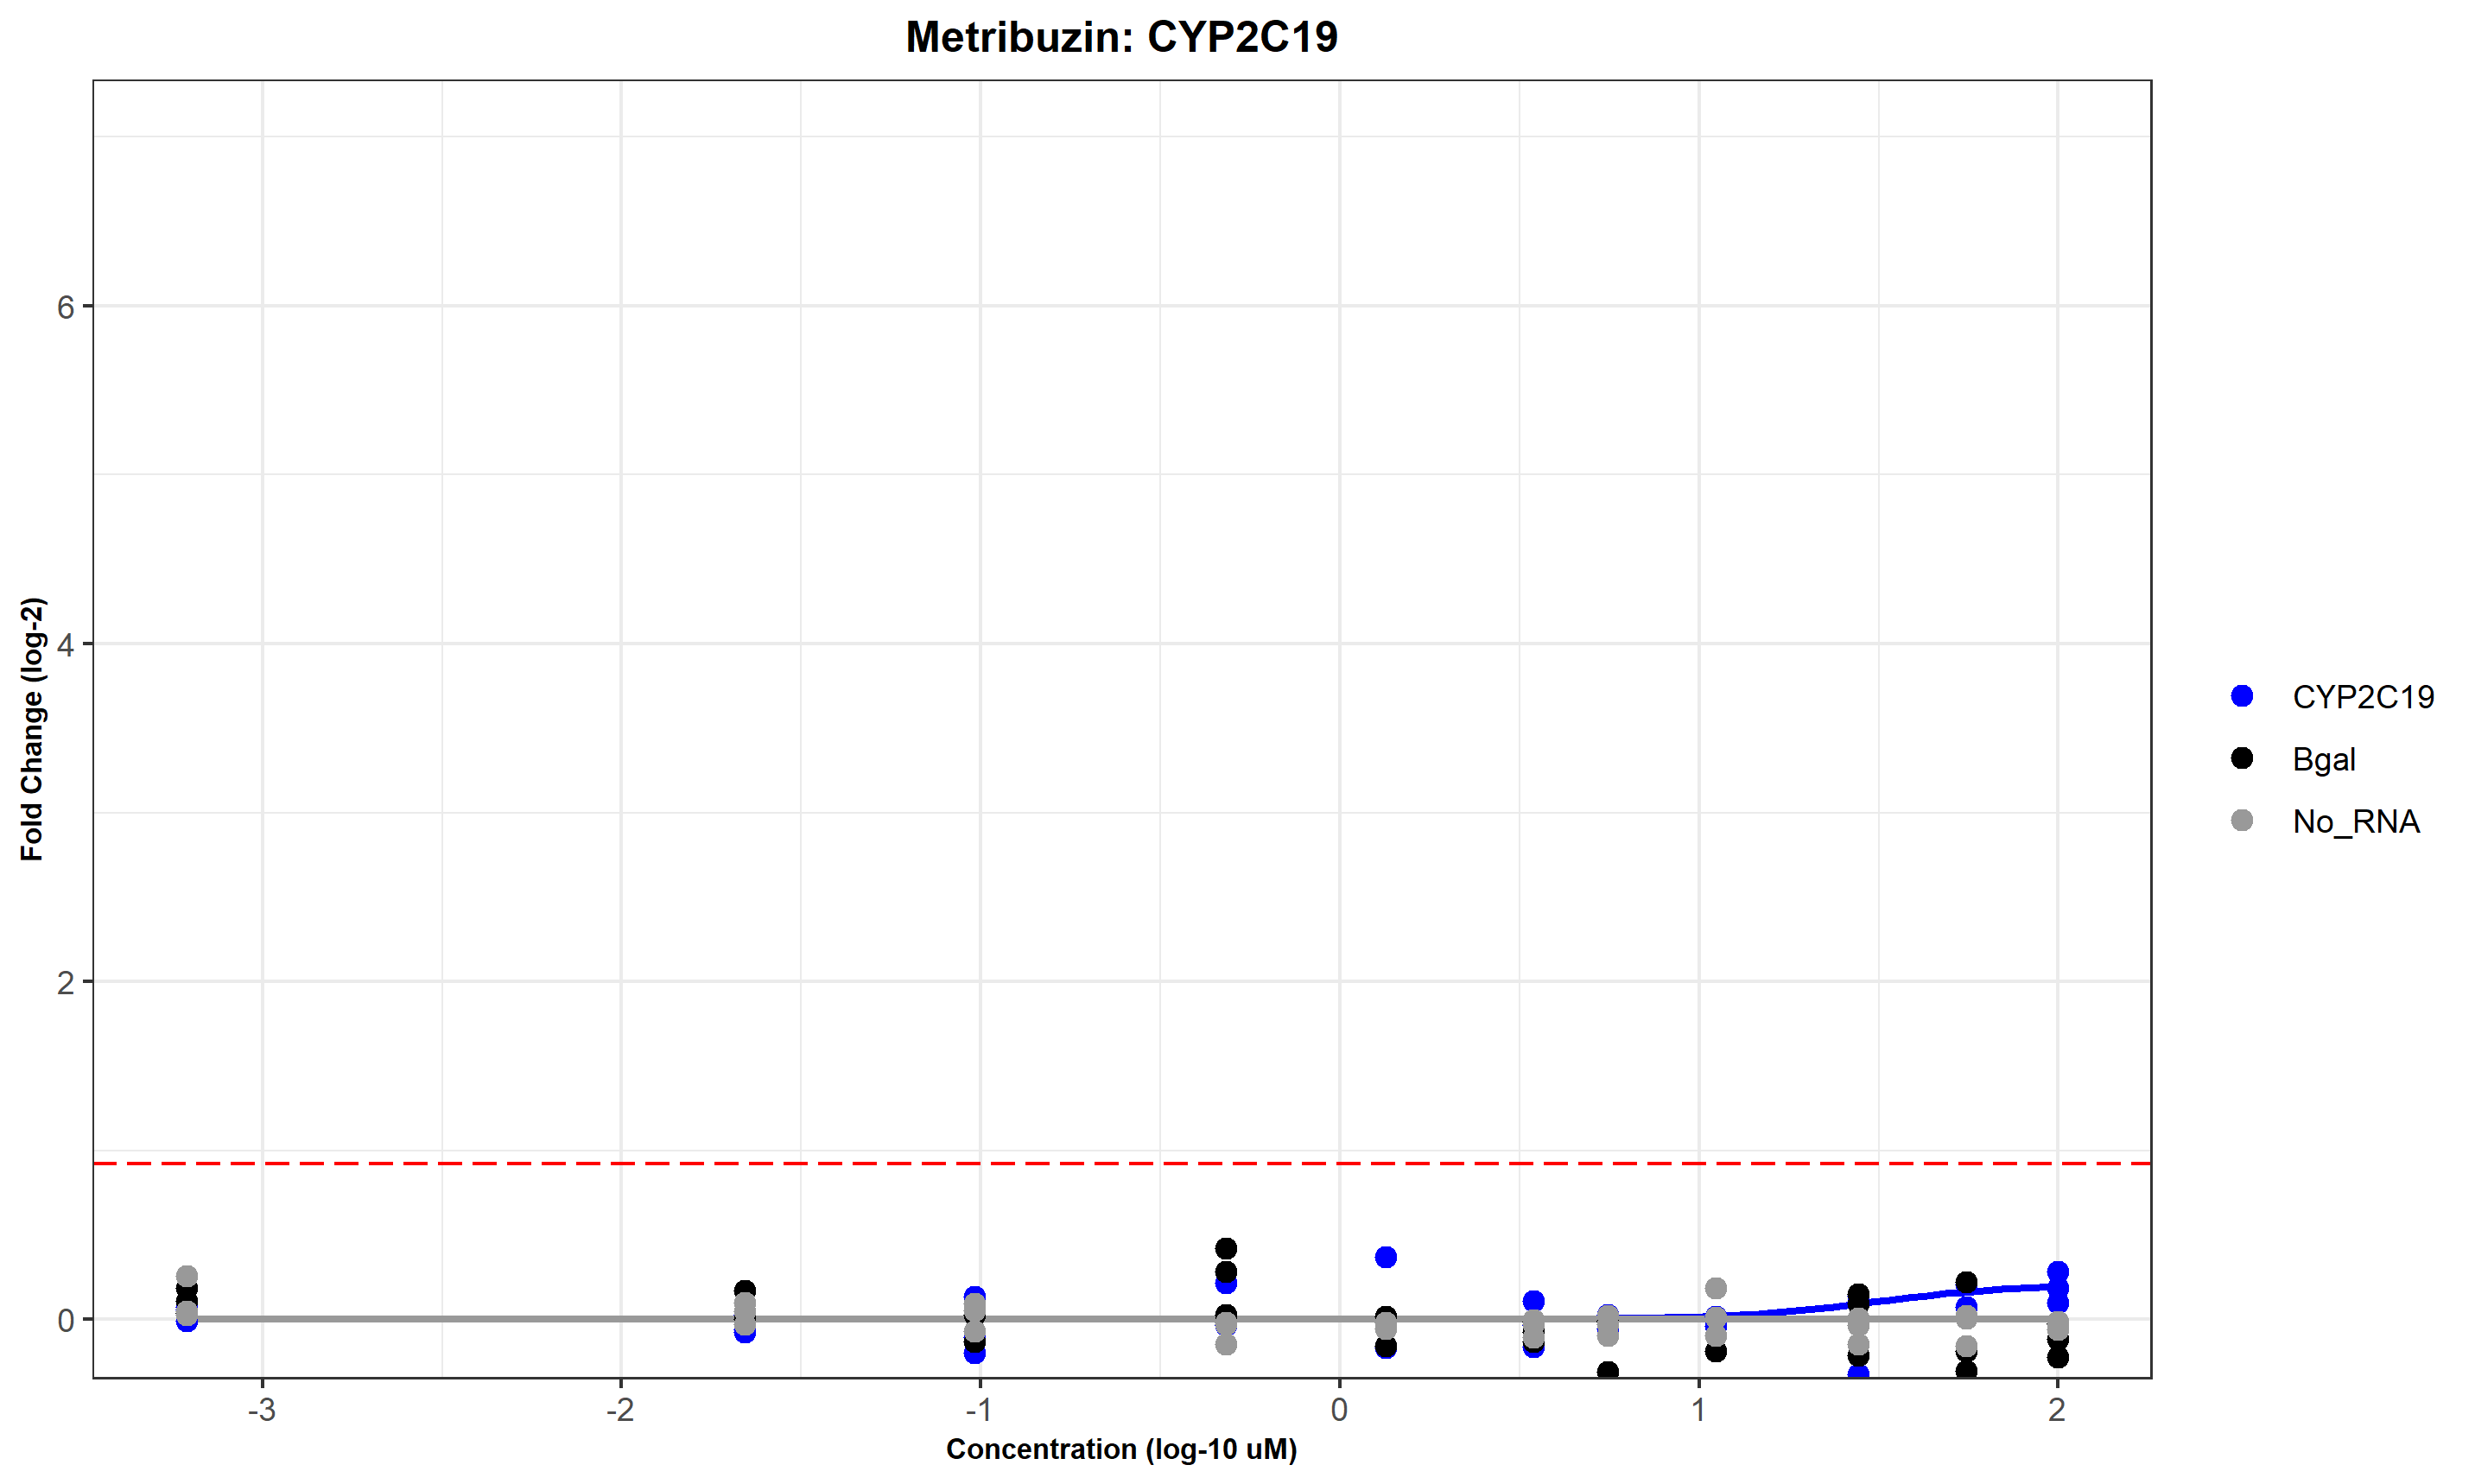 Metribuzin: CYP2C19
Fold Change (log-2)
6
4
2
0
-3
-2
-1
0
1
2
Concentration (log-10 uM)
CYP2C19
Bgal
No_RNA